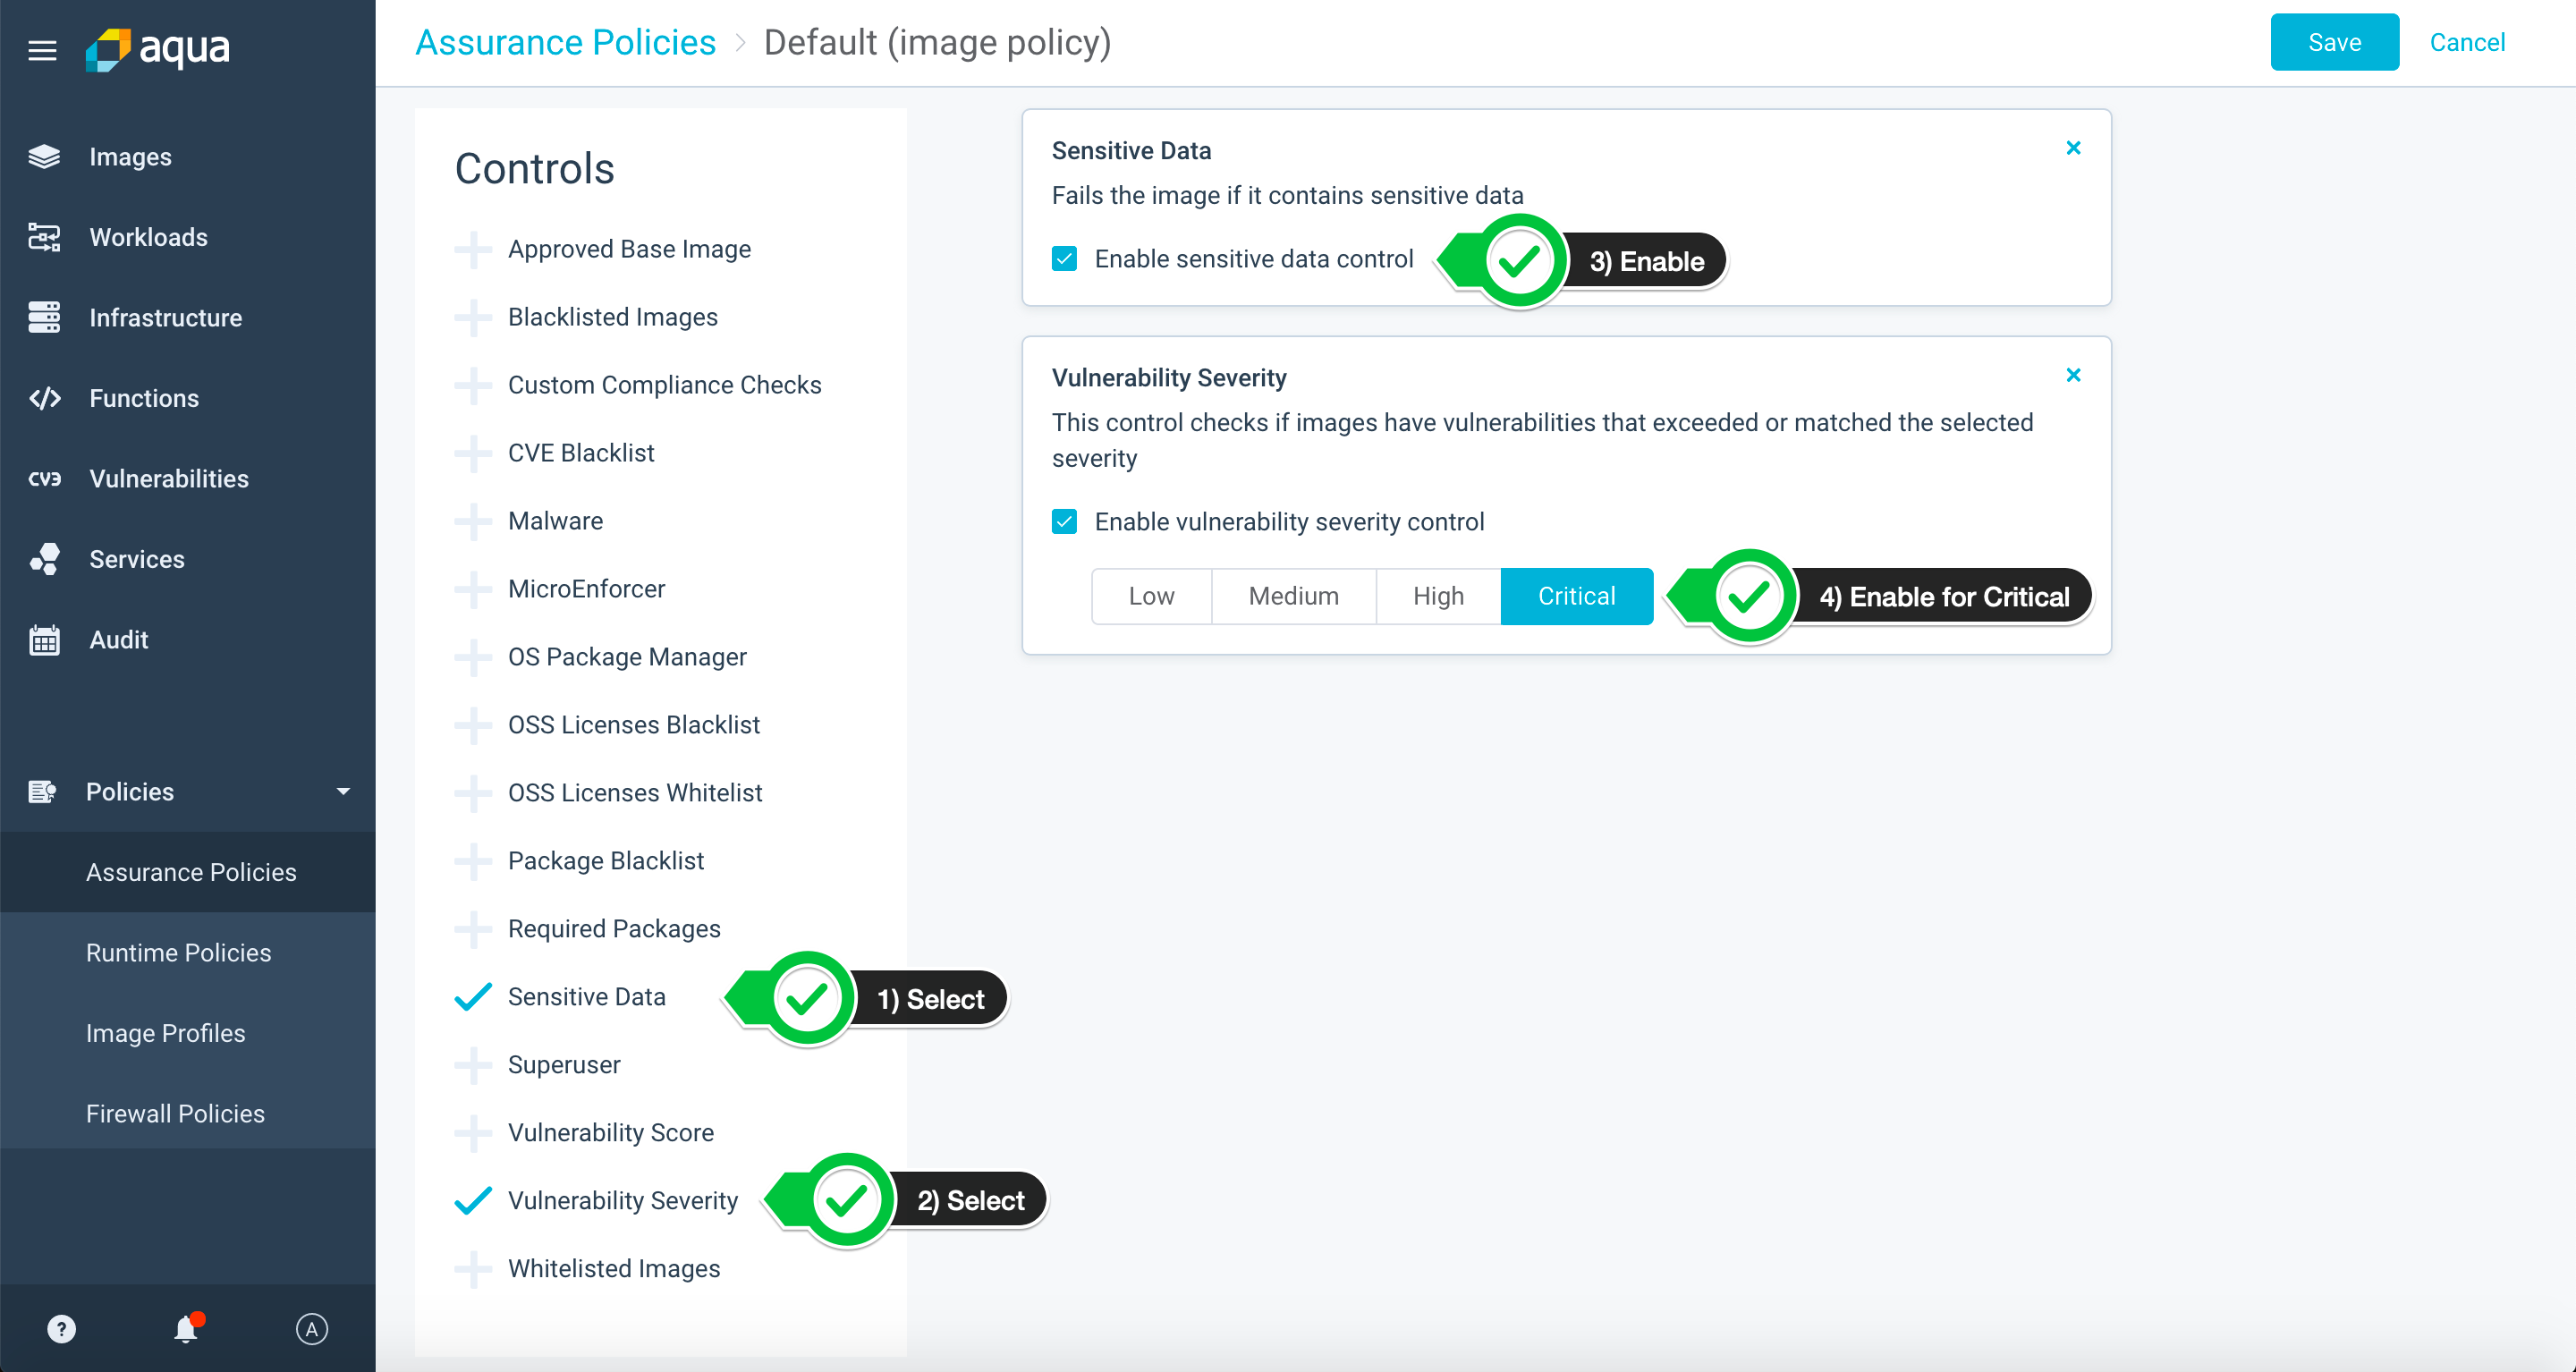 aqua
Images
Workloads
Infrastructure
Functions
CV3
Vulnerabilities
Services
Audit
Policies
Assurance Policies
Runtime Policies
Image Profiles
Firewall Policies
?
A
Assurance Policies > Default (image policy)
Save
Cancel
Controls
Approved Base Image
Blacklisted Images
Custom Compliance Checks
CVE Blacklist
Malware
MicroEnforcer
OS Package Manager
OSS Licenses Blacklist
OSS Licenses Whitelist
Package Blacklist
Required Packages
Sensitive Data
1) Select
Superuser
Vulnerability Score
Vulnerability Severity
2) Select
Whitelisted Images
Sensitive Data
Fails the image if it contains sensitive data
Enable sensitive data control
3) Enable
Vulnerability Severity
This control checks if images have vulnerabilities that exceeded or matched the selected
severity
Enable vulnerability severity control
Low Medium High Critical
4) Enable for Critical